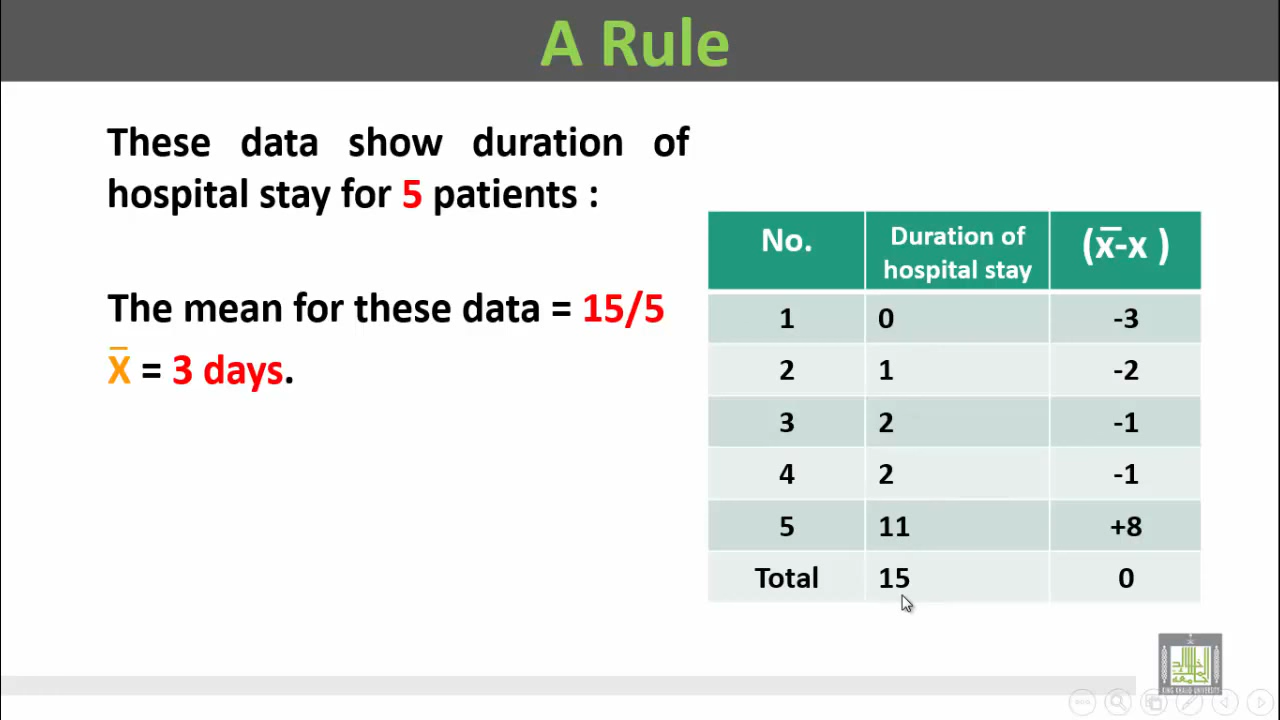 A Rule
These data show duration of
hospital stay for 5 patients :
The mean for these data = 15/5
X̅ = 3 days.
No. Duration of hospital stay (x̅-x )
1 0 -3
2 1 -2
3 2 -1
4 2 -1
5 11 +8
Total 15 0
KING KHALID UNIVERSITY